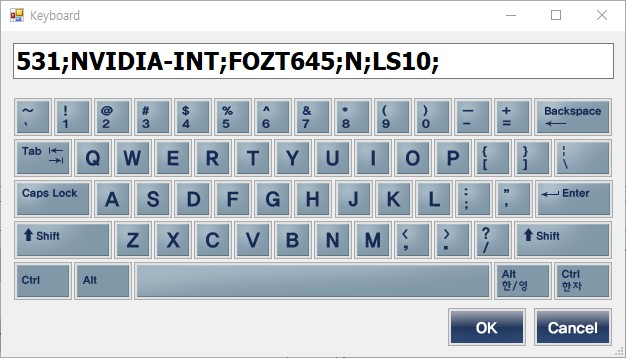 Keyboard
531;NVIDIA-INT;FOZT645;N;LS10;
~ ! @ # $ % ^ & * ( ) — + Backspace
` 1 2 3 4 5 6 7 8 9 0 - =
Tab Q W E R T Y U I O P { [ } ] ¦ \
Caps Lock A S D F G H J K L : ; " , Enter
Shift Z X C V B N M < , > . ? / Shift
Ctrl Alt Alt 한/영 Ctrl 한자
OK Cancel